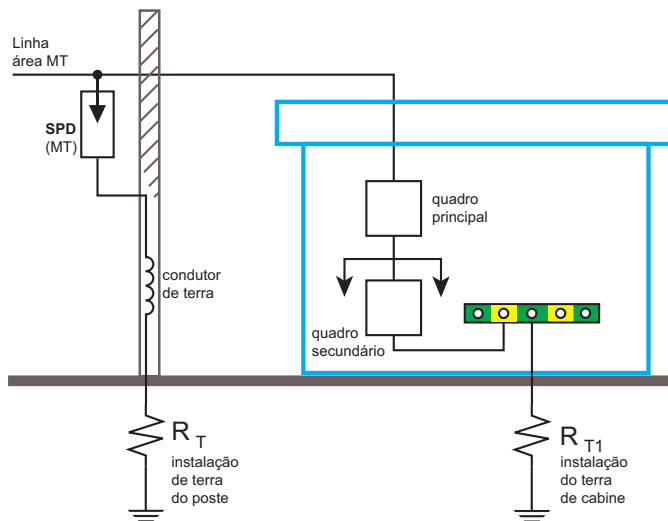 Linha
área MT
SPD
(MT)
quadro
principal
condutor
de terra
quadro
secundário
R T
instalação
de terra
do poste
R T1
instalação
do terra
de cabine